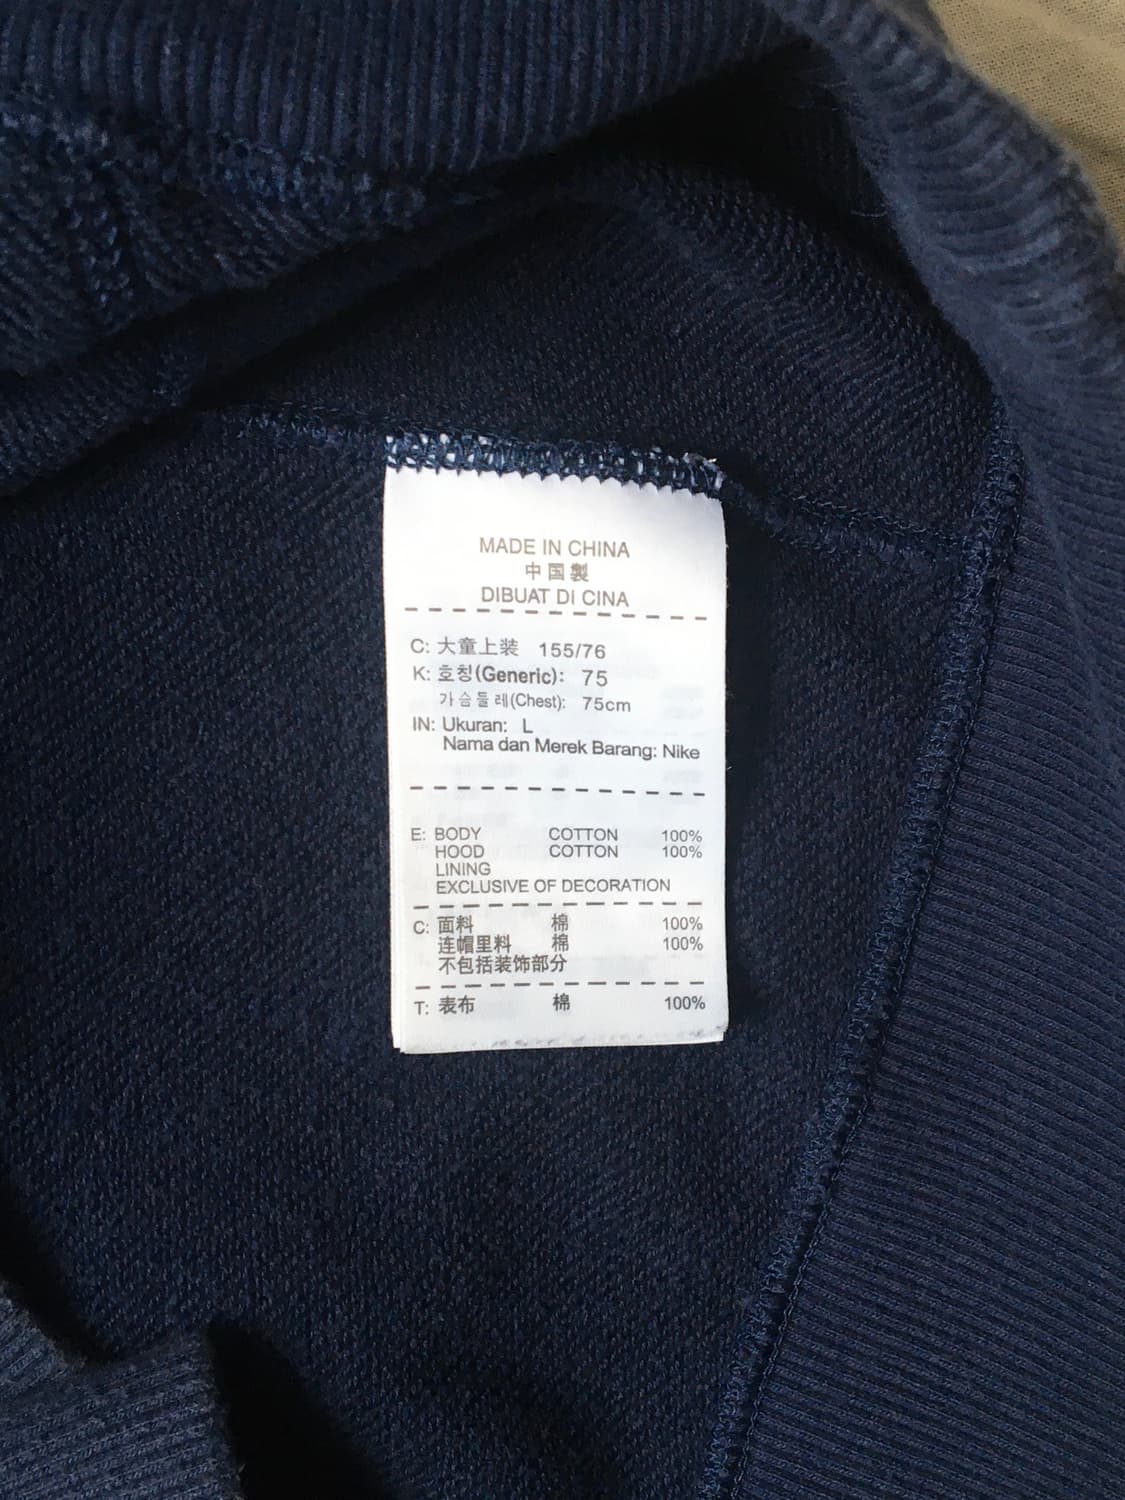 MADE IN CHINA
中国製
DIBUAT DI CINA
C: 大童上装 155/76
K: 호칭(Generic): 75
가슴둘레(Chest): 75cm
IN: Ukuran: L
Nama dan Merek Barang: Nike
E: BODY COTTON 100%
HOOD COTTON 100%
LINING
EXCLUSIVE OF DECORATION
C: 面料 棉 100%
连帽里料 棉 100%
不包括装饰部分
T: 表布 棉 100%